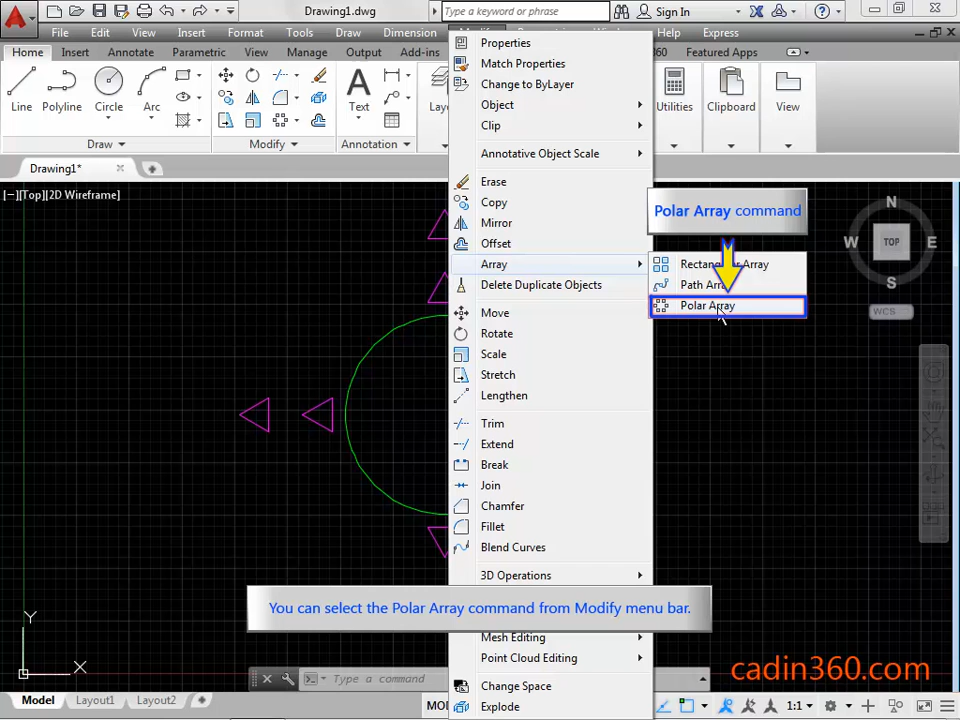 Drawing1.dwg
Type a keyword or phrase
Sign In
File Edit View Insert Format Tools Draw Dimension Help Express
Home Insert Annotate Parametric View Manage Output Add-ins 360 Featured Apps
Line Polyline Circle Arc Text Utilities Clipboard View
Draw Modify Annotation
Drawing1*
[−][Top][2D Wireframe]
Properties
Match Properties
Change to ByLayer
Object
Clip
Annotative Object Scale
Erase
Copy
Mirror
Offset
Array
Delete Duplicate Objects
Move
Rotate
Scale
Stretch
Lengthen
Trim
Extend
Break
Join
Chamfer
Fillet
Blend Curves
3D Operations
Mesh Editing
Point Cloud Editing
Change Space
Explode
Polar Array command
Path Arr
Polar Array
N
W TOP E
S
WCS
You can select the Polar Array command from Modify menu bar.
Y
X
Type a command
cadin360.com
Model Layout1 Layout2
1:1